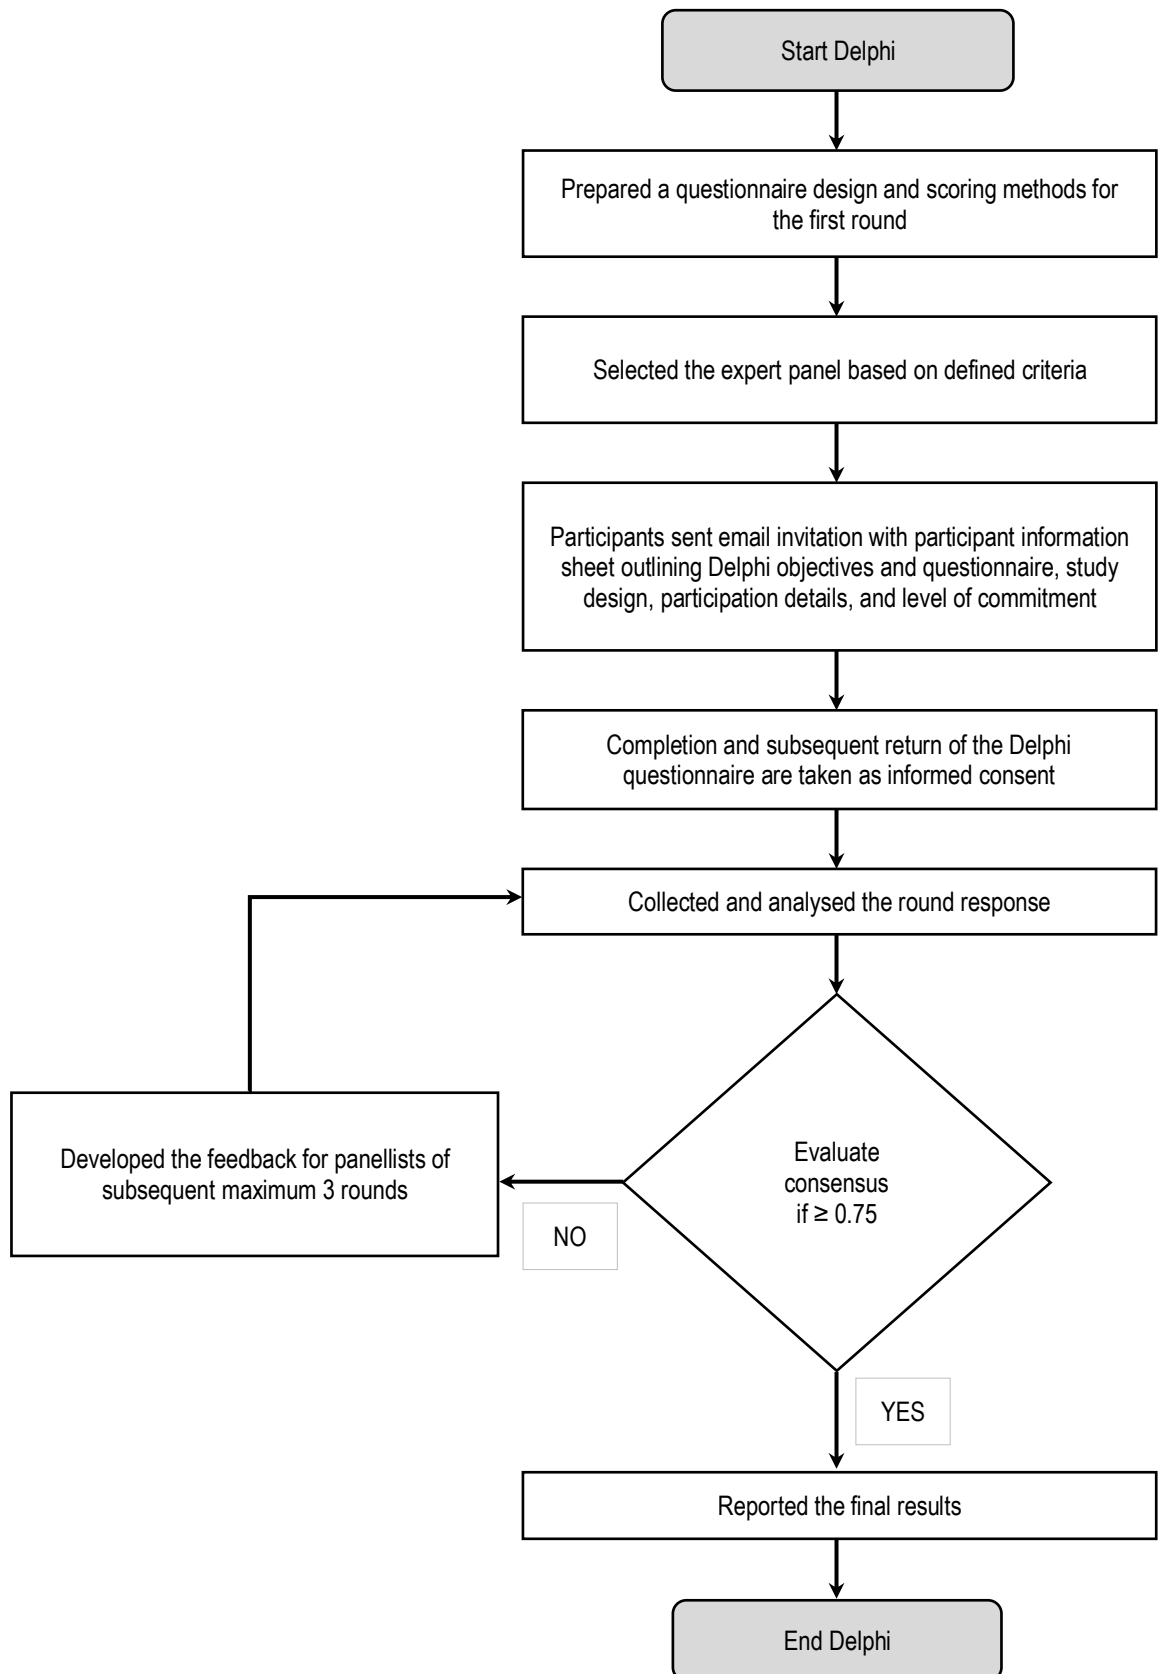 Start Delphi
Prepared a questionnaire design and scoring methods for
the first round
Selected the expert panel based on defined criteria
Participants sent email invitation with participant information
sheet outlining Delphi objectives and questionnaire, study
design, participation details, and level of commitment
Completion and subsequent return of the Delphi
questionnaire are taken as informed consent
Collected and analysed the round response
Developed the feedback for panellists of
subsequent maximum 3 rounds
Evaluate
consensus
if ≥ 0.75
NO
YES
Reported the final results
End Delphi